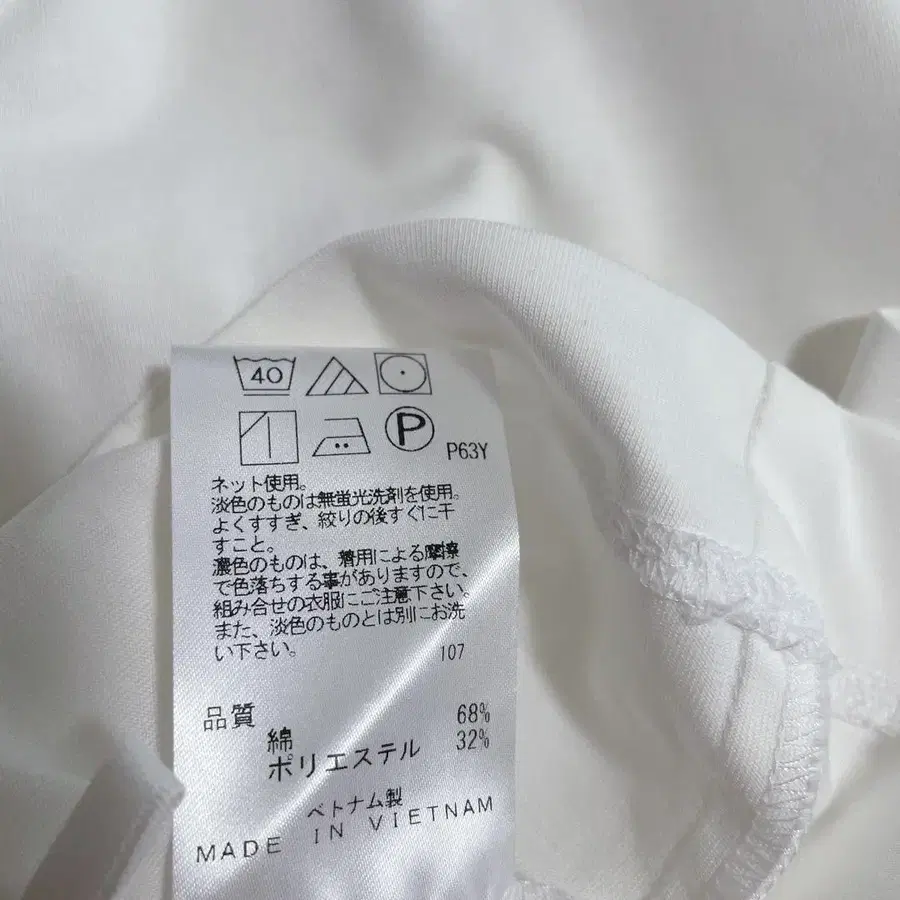 40
P
P63Y
ネット使用。
淡色のものは無蛍光洗剤を使用。
よくすすぎ、絞りの後すぐに干
すこと。
濃色のものは、着用による摩擦
で色落ちする事がありますので、
組み合せの衣服にご注意下さい。
また、淡色のものとは別にお洗
い下さい。
107
品質
綿 68%
ポリエステル 32%
ベトナム製
MADE IN VIETNAM